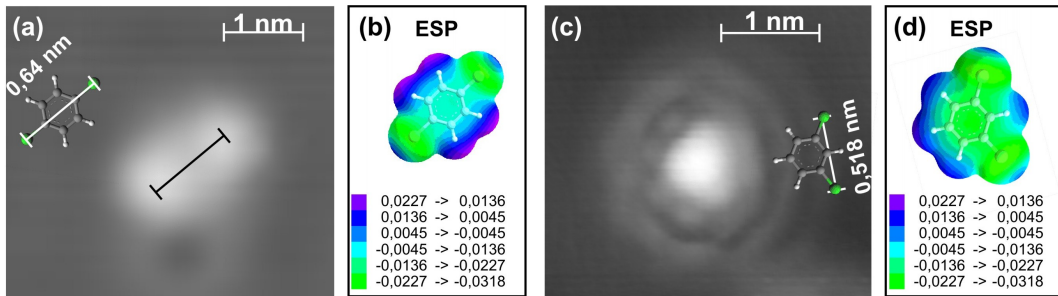 (a)
1 nm
0,64 nm
(b) ESP
0,0227 -> 0,0136
0,0136 -> 0,0045
0,0045 -> -0,0045
-0,0045 -> -0,0136
-0,0136 -> -0,0227
-0,0227 -> -0,0318
(c)
1 nm
0,518 nm
(d) ESP
0,0227 -> 0,0136
0,0136 -> 0,0045
0,0045 -> -0,0045
-0,0045 -> -0,0136
-0,0136 -> -0,0227
-0,0227 -> -0,0318